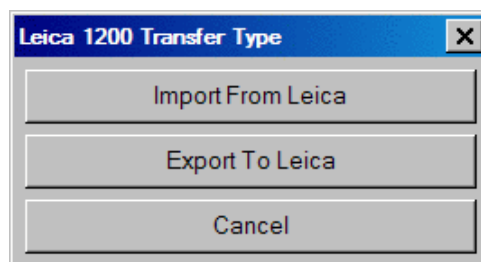 Leica 1200 Transfer Type
Import From Leica
Export To Leica
Cancel